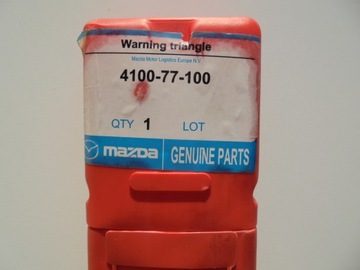 Warning triangle
Mazda Motor Logistics Europe N.V.
4100-77-100
QTY 1 LOT
mazda GENUINE PARTS